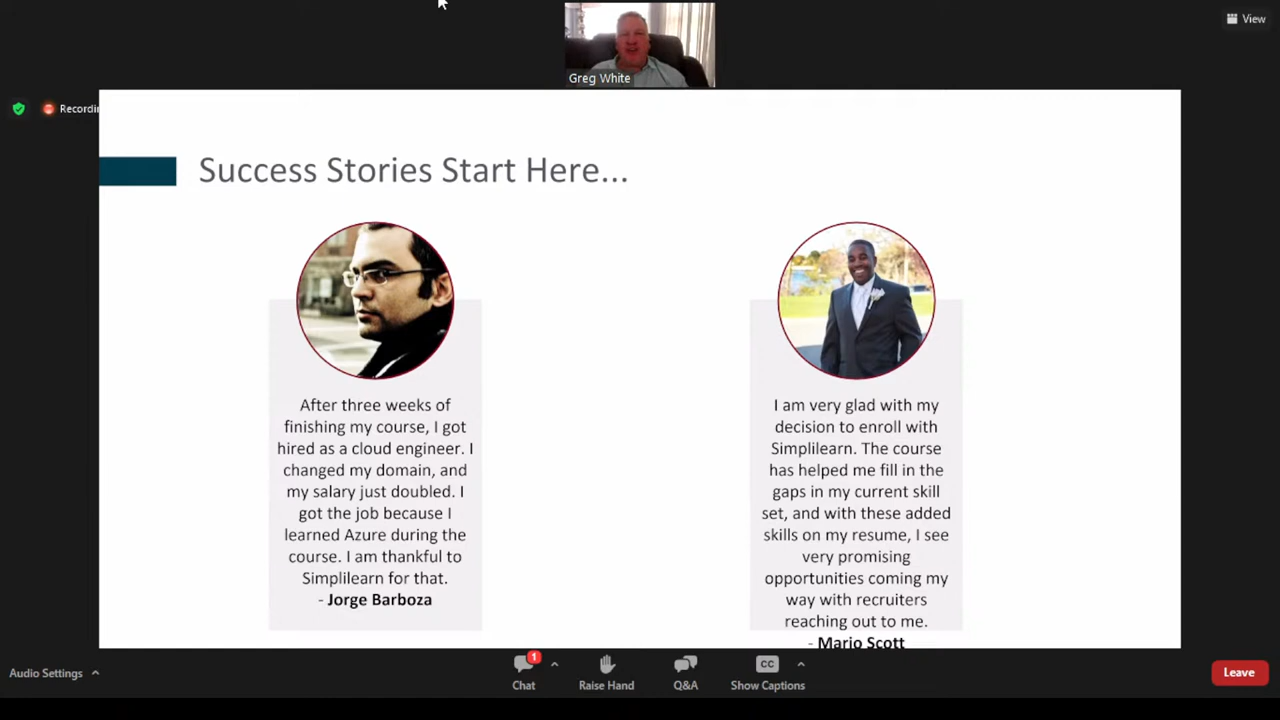 View
Greg White
Recordin
Success Stories Start Here...
After three weeks of
finishing my course, I got
hired as a cloud engineer. I
changed my domain, and
my salary just doubled. I
got the job because I
learned Azure during the
course. I am thankful to
Simplilearn for that.
- Jorge Barboza
I am very glad with my
decision to enroll with
Simplilearn. The course
has helped me fill in the
gaps in my current skill
set, and with these added
skills on my resume, I see
very promising
opportunities coming my
way with recruiters
reaching out to me.
- Mario Scott
Audio Settings
1
Chat
Raise Hand
Q&A
CC
Show Captions
Leave